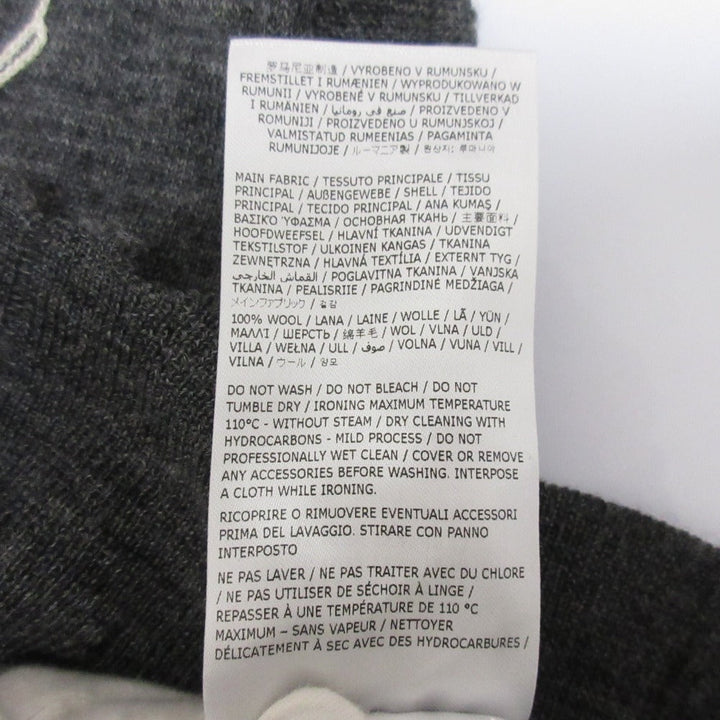 罗马尼亚制造 / VYROBENO V RUMUNSKU /
FREMSTILLET I RUMÆNIEN / WYPRODUKOWANO W
RUMUNII / VYROBENÉ V RUMUNSKU / TILLVERKAD
I RUMÄNIEN / صنع في رومانيا / PROIZVEDENO V
ROMUNIJI / PROIZVEDENO U RUMUNJSKOJ /
VALMISTATUD RUMEENIAS / PAGAMINTA
RUMUNIJOJE / ルーマニア製 / 원산지: 루마니아
MAIN FABRIC / TESSUTO PRINCIPALE / TISSU
PRINCIPAL / AUßENGEWEBE / SHELL / TEJIDO
PRINCIPAL / TECIDO PRINCIPAL / ANA KUMAŞ /
ΒΑΣΙΚΌ ΎΦΑΣΜΑ / ОСНОВНАЯ ТКАНЬ / 主要面料 /
HOOFDWEEFSEL / HLAVNÍ TKANINA / UDVENDIGT
TEKSTILSTOF / ULKOINEN KANGAS / TKANINA
ZEWNĘTRZNA / HLAVNÁ TEXTÍLIA / EXTERNT TYG /
القماش الخارجي / POGLAVITNA TKANINA / VANJSKA
TKANINA / PEALISRIIE / PAGRINDINĖ MEDŽIAGA /
メインファブリック / 겉감
100% WOOL / LANA / LAINE / WOLLE / LÃ / YÜN /
ΜΑΛΛΊ / ШЕРСТЬ / 绵羊毛 / WOL / VLNA / ULD /
VILLA / WEŁNA / ULL / صوف / VOLNA / VUNA / VILL /
VILNA / ウール / 양모
DO NOT WASH / DO NOT BLEACH / DO NOT
TUMBLE DRY / IRONING MAXIMUM TEMPERATURE
110°C - WITHOUT STEAM / DRY CLEANING WITH
HYDROCARBONS - MILD PROCESS / DO NOT
PROFESSIONALLY WET CLEAN / COVER OR REMOVE
ANY ACCESSORIES BEFORE WASHING. INTERPOSE
A CLOTH WHILE IRONING.
RICOPRIRE O RIMUOVERE EVENTUALI ACCESSORI
PRIMA DEL LAVAGGIO. STIRARE CON PANNO
INTERPOSTO
NE PAS LAVER / NE PAS TRAITER AVEC DU CHLORE
/ NE PAS UTILISER DE SÉCHOIR À LINGE /
REPASSER À UNE TEMPÉRATURE DE 110 °C
MAXIMUM – SANS VAPEUR / NETTOYER
DÉLICATEMENT À SEC AVEC DES HYDROCARBURES /